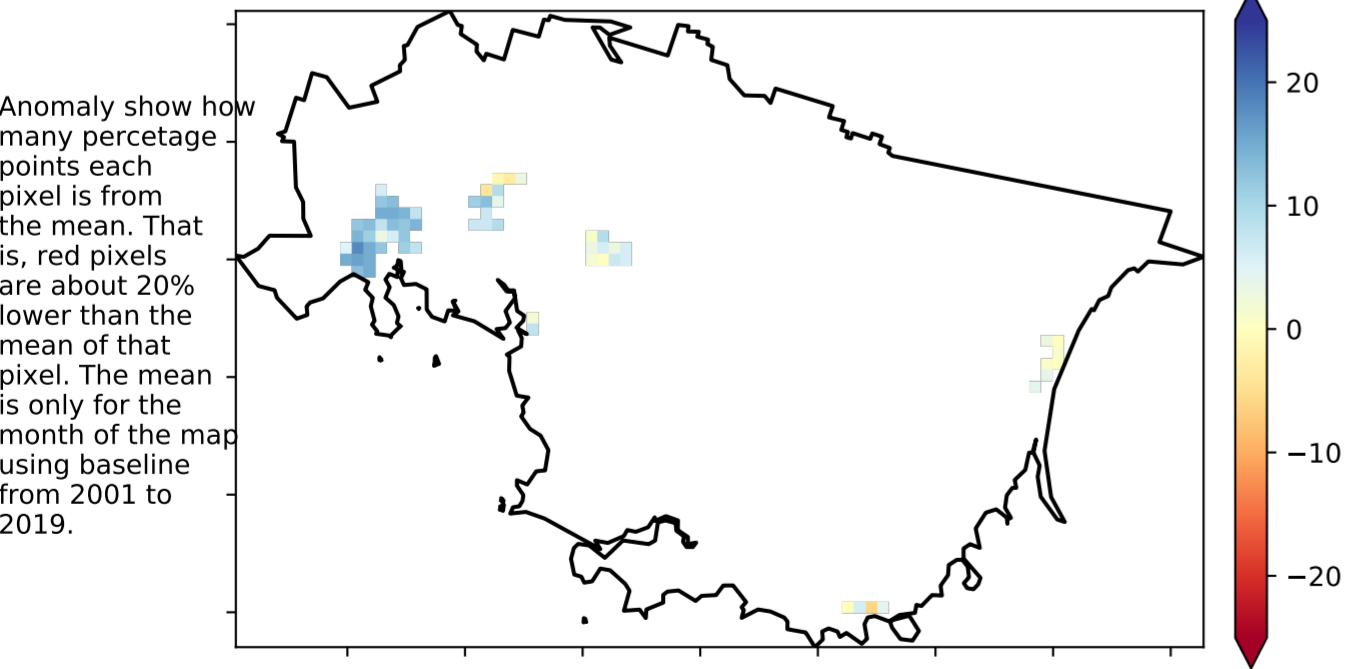 Anomaly show how
many percetage
points each
pixel is from
the mean. That
is, red pixels
are about 20%
lower than the
mean of that
pixel. The mean
is only for the
month of the map
using baseline
from 2001 to
2019.
20
10
0
−10
−20